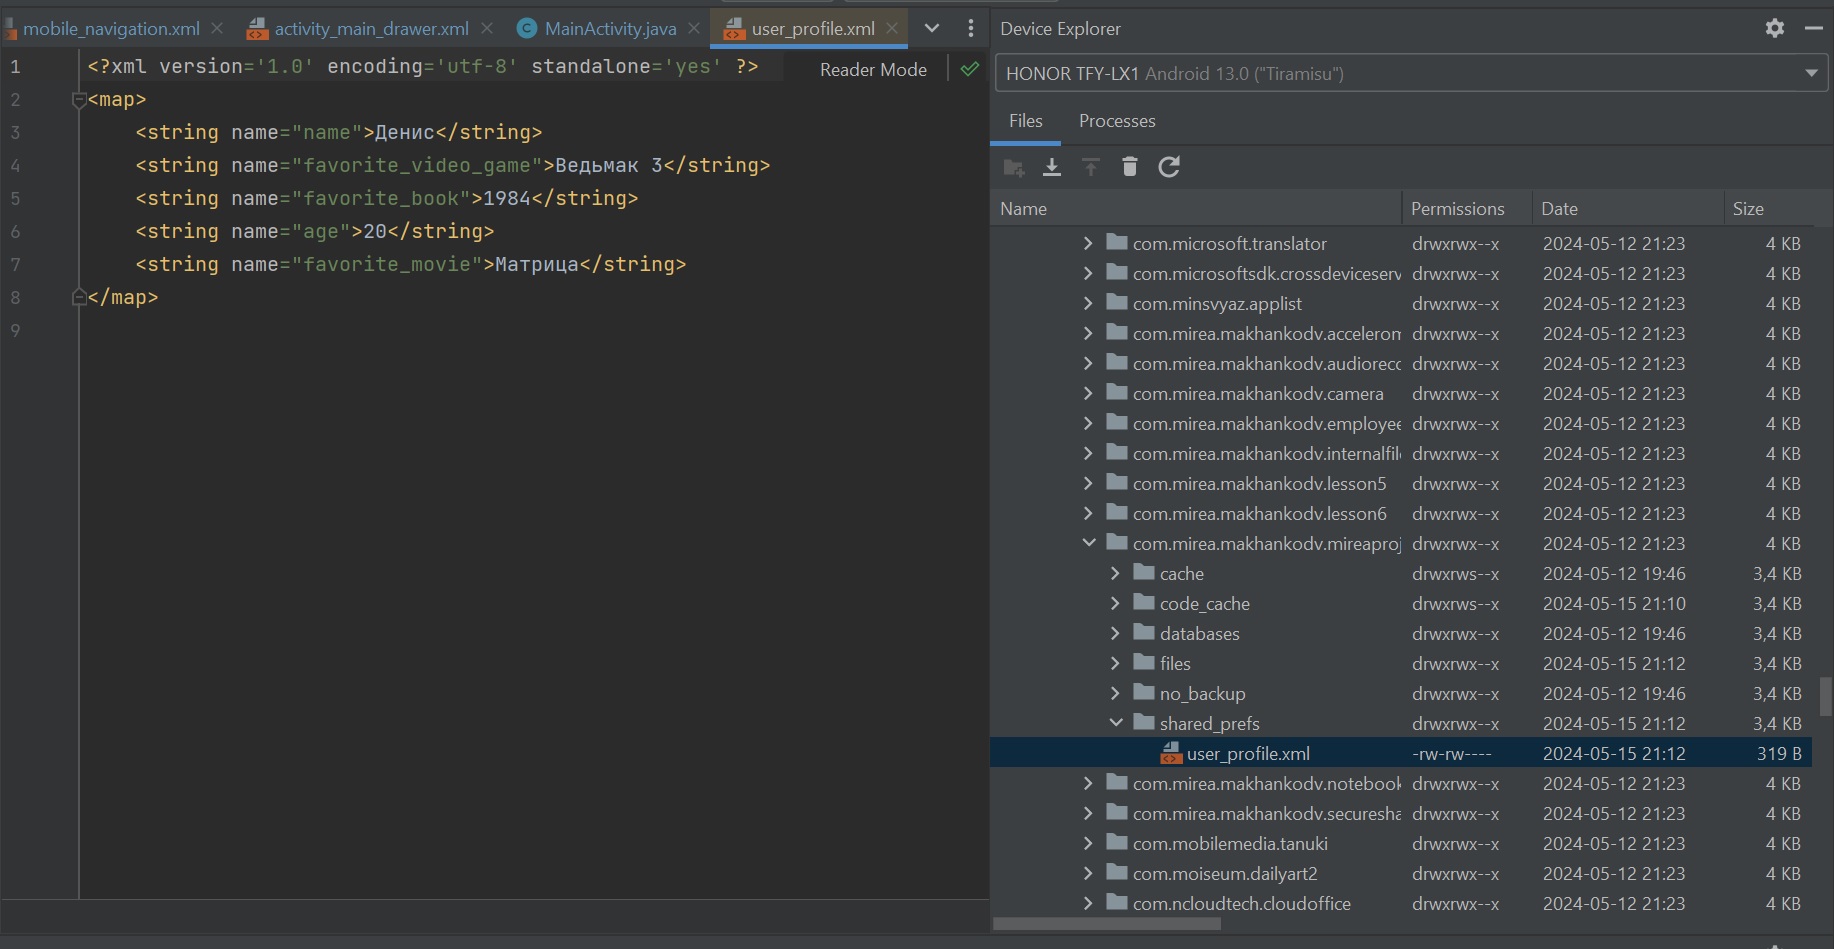 mobile_navigation.xml activity_main_drawer.xml C MainActivity.java user_profile.xml
Device Explorer
HONOR TFY-LX1 Android 13.0 ("Tiramisu")
Files Processes
Reader Mode
1 <?xml version='1.0' encoding='utf-8' standalone='yes' ?>
2 <map>
3 <string name="name">Денис</string>
4 <string name="favorite_video_game">Ведьмак 3</string>
5 <string name="favorite_book">1984</string>
6 <string name="age">20</string>
7 <string name="favorite_movie">Матрица</string>
8 </map>
9
Name Permissions Date Size
com.microsoft.translator drwxrwx--x 2024-05-12 21:23 4 KB
com.microsoftsdk.crossdeviceserv drwxrwx--x 2024-05-12 21:23 4 KB
com.minsvyaz.applist drwxrwx--x 2024-05-12 21:23 4 KB
com.mirea.makhankodv.accelerom drwxrwx--x 2024-05-12 21:23 4 KB
com.mirea.makhankodv.audiorecc drwxrwx--x 2024-05-12 21:23 4 KB
com.mirea.makhankodv.camera drwxrwx--x 2024-05-12 21:23 4 KB
com.mirea.makhankodv.employee drwxrwx--x 2024-05-12 21:23 4 KB
com.mirea.makhankodv.internalfil drwxrwx--x 2024-05-12 21:23 4 KB
com.mirea.makhankodv.lesson5 drwxrwx--x 2024-05-12 21:23 4 KB
com.mirea.makhankodv.lesson6 drwxrwx--x 2024-05-12 21:23 4 KB
com.mirea.makhankodv.mireaproj drwxrwx--x 2024-05-12 21:23 4 KB
cache drwxrws--x 2024-05-12 19:46 3,4 KB
code_cache drwxrws--x 2024-05-15 21:10 3,4 KB
databases drwxrwx--x 2024-05-12 19:46 3,4 KB
files drwxrwx--x 2024-05-15 21:12 3,4 KB
no_backup drwxrwx--x 2024-05-12 19:46 3,4 KB
shared_prefs drwxrwx--x 2024-05-15 21:12 3,4 KB
user_profile.xml -rw-rw---- 2024-05-15 21:12 319 B
com.mirea.makhankodv.notebook drwxrwx--x 2024-05-12 21:23 4 KB
com.mirea.makhankodv.securesha drwxrwx--x 2024-05-12 21:23 4 KB
com.mobilemedia.tanuki drwxrwx--x 2024-05-12 21:23 4 KB
com.moiseum.dailyart2 drwxrwx--x 2024-05-12 21:23 4 KB
com.ncloudtech.cloudoffice drwxrwx--x 2024-05-12 21:23 4 KB